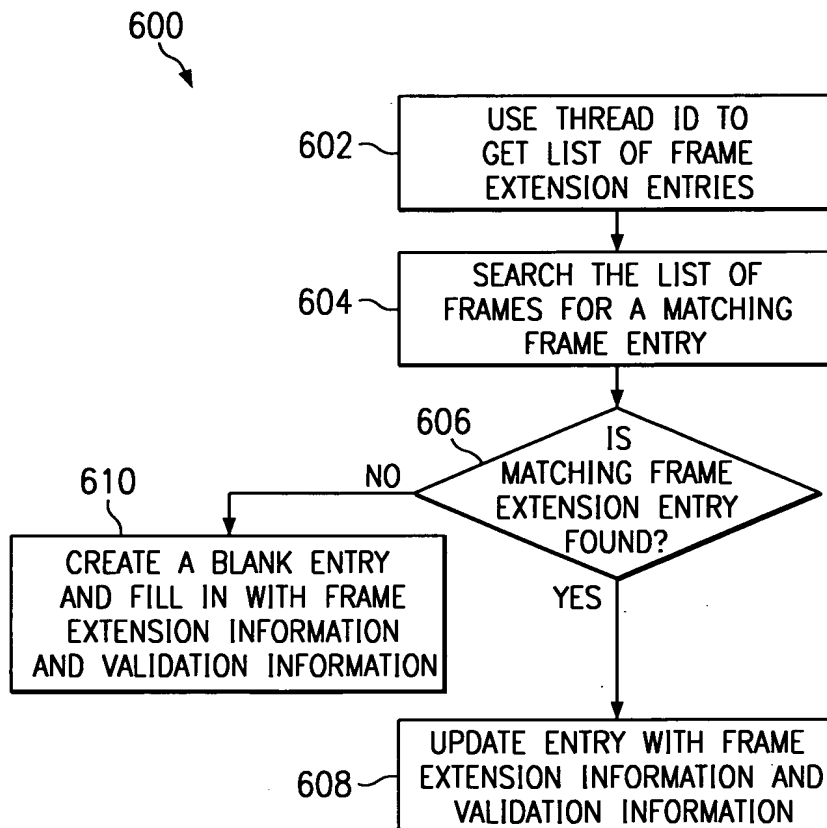 600
602
USE THREAD ID TO
GET LIST OF FRAME
EXTENSION ENTRIES
604
SEARCH THE LIST OF
FRAMES FOR A MATCHING
FRAME ENTRY
606
IS
MATCHING FRAME
EXTENSION ENTRY
FOUND?
NO
YES
610
CREATE A BLANK ENTRY
AND FILL IN WITH FRAME
EXTENSION INFORMATION
AND VALIDATION INFORMATION
608
UPDATE ENTRY WITH FRAME
EXTENSION INFORMATION AND
VALIDATION INFORMATION